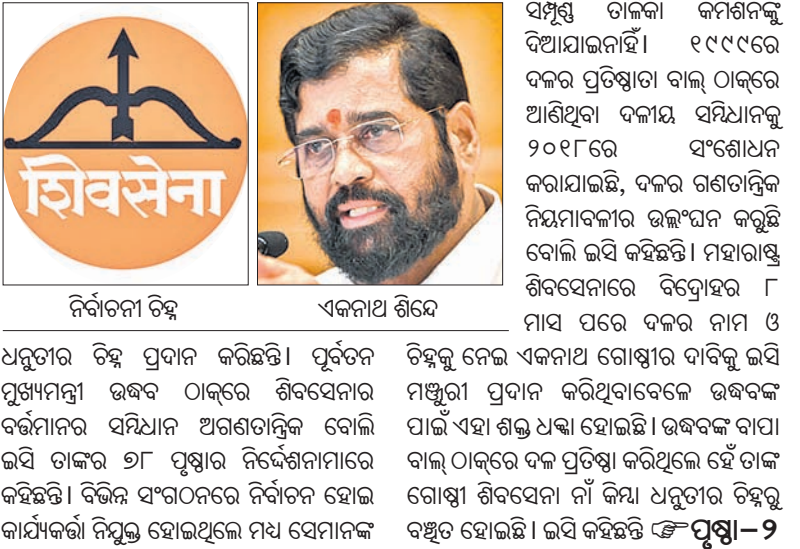 शिवसेना
ନିର୍ବାଚନୀ ଚିହ୍ନ
ଏକନାଥ ଶିନ୍ଦେ
ଧନୁତୀର ଚିହ୍ନ ପ୍ରଦାନ କରିଛନ୍ତି। ପୂର୍ବତନ
ମୁଖ୍ୟମନ୍ତ୍ରୀ ଉଦ୍ଧବ ଠାକ୍‌ରେ ଶିବସେନାର
ବର୍ତ୍ତମାନର ସମ୍ବିଧାନ ଅଗଣତାନ୍ତ୍ରିକ ବୋଲି
ଇସି ତାଙ୍କର ୭୮ ପୃଷ୍ଠାର ନିର୍ଦ୍ଦେଶନାମାରେ
କହିଛନ୍ତି। ବିଭିନ୍ନ ସଂଗଠନରେ ନିର୍ବାଚନ ହୋଇ
କାର୍ଯ୍ୟକର୍ତ୍ତା ନିଯୁକ୍ତ ହୋଇଥିଲେ ମଧ୍ୟ ସେମାନଙ୍କ
ସମ୍ପୂର୍ଣ୍ଣ ତାଳିକା କମିଶନଙ୍କୁ
ଦିଆଯାଇନାହିଁ। ୧୯୯୯ରେ
ଦଳର ପ୍ରତିଷ୍ଠାତା ବାଲ୍ ଠାକ୍‌ରେ
ଆଣିଥିବା ଦଳୀୟ ସମ୍ବିଧାନକୁ
୨୦୧୮ରେ ସଂଶୋଧନ
କରାଯାଇଛି, ଦଳର ଗଣତାନ୍ତ୍ରିକ
ନିୟମାବଳୀର ଉଲ୍ଲଂଘନ କରୁଛି
ବୋଲି ଇସି କହିଛନ୍ତି। ମହାରାଷ୍ଟ୍ର
ଶିବସେନାରେ ବିଦ୍ରୋହର ୮
ମାସ ପରେ ଦଳର ନାମ ଓ
ଚିହ୍ନକୁ ନେଇ ଏକନାଥ ଗୋଷ୍ଠୀର ଦାବିକୁ ଇସି
ମଞ୍ଜୁରୀ ପ୍ରଦାନ କରିଥିବାବେଳେ ଉଦ୍ଧବଙ୍କ
ପାଇଁ ଏହା ଶକ୍ତ ଧକ୍କା ହୋଇଛି। ଉଦ୍ଧବଙ୍କ ବାପା
ବାଲ୍ ଠାକ୍‌ରେ ଦଳ ପ୍ରତିଷ୍ଠା କରିଥିଲେ ହେଁ ତାଙ୍କ
ଗୋଷ୍ଠୀ ଶିବସେନା ନାଁ କିମ୍ବା ଧନୁତୀର ଚିହ୍ନରୁ
ବଞ୍ଚିତ ହୋଇଛି। ଇସି କହିଛନ୍ତି ☞ପୃଷ୍ଠା–୨